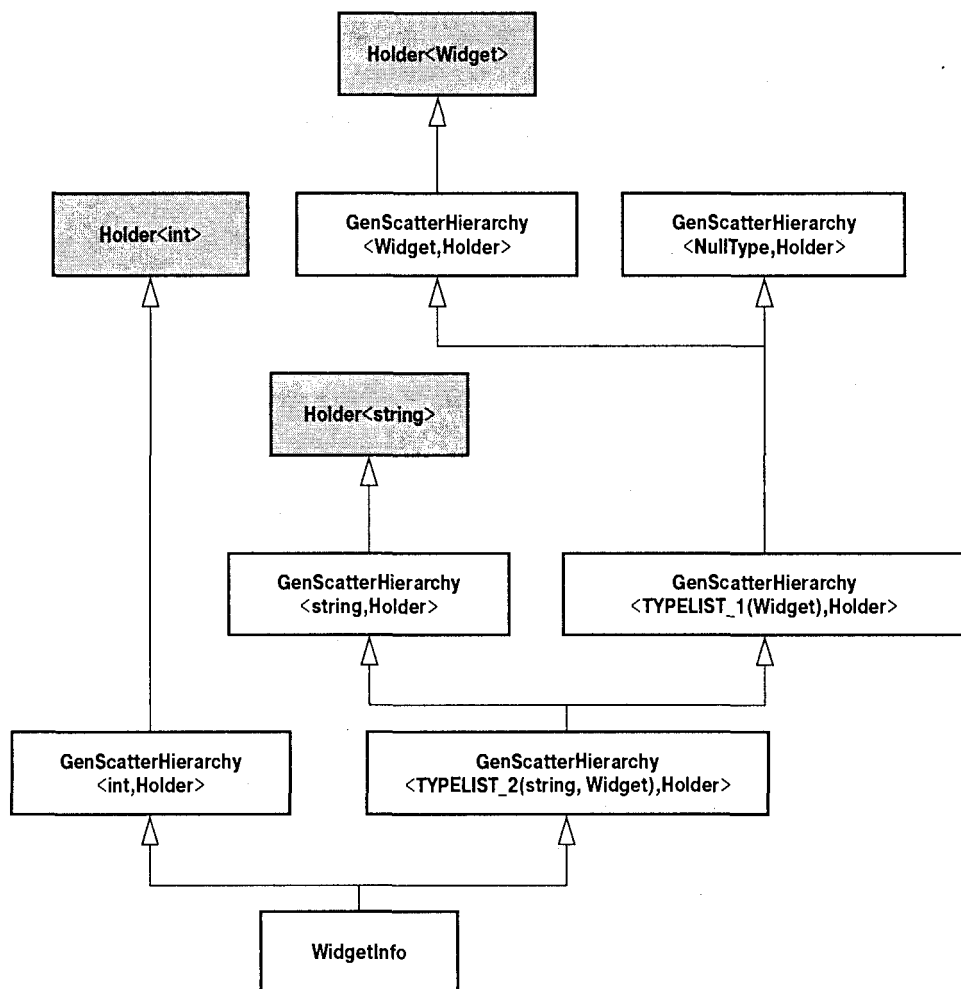 Holder<Widget>
Holder<int>
GenScatterHierarchy
<Widget,Holder>
GenScatterHierarchy
<NullType,Holder>
Holder<string>
GenScatterHierarchy
<string,Holder>
GenScatterHierarchy
<TYPELIST_1(Widget),Holder>
GenScatterHierarchy
<int,Holder>
GenScatterHierarchy
<TYPELIST_2(string, Widget),Holder>
WidgetInfo